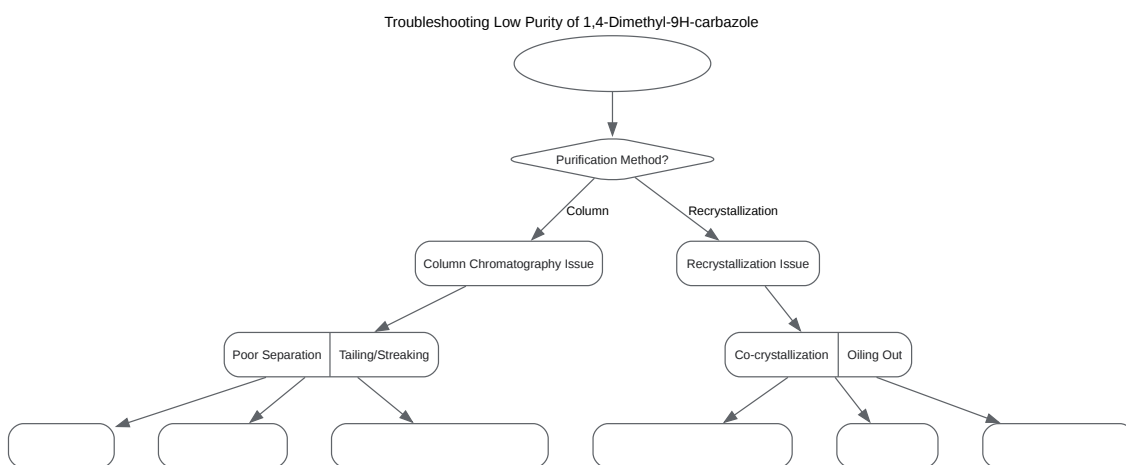 Troubleshooting Low Purity of 1,4-Dimethyl-9H-carbazole
Purification Method?
Column
Recrystallization
Column Chromatography Issue
Recrystallization Issue
Poor Separation
Tailing/Streaking
Co-crystallization
Oiling Out